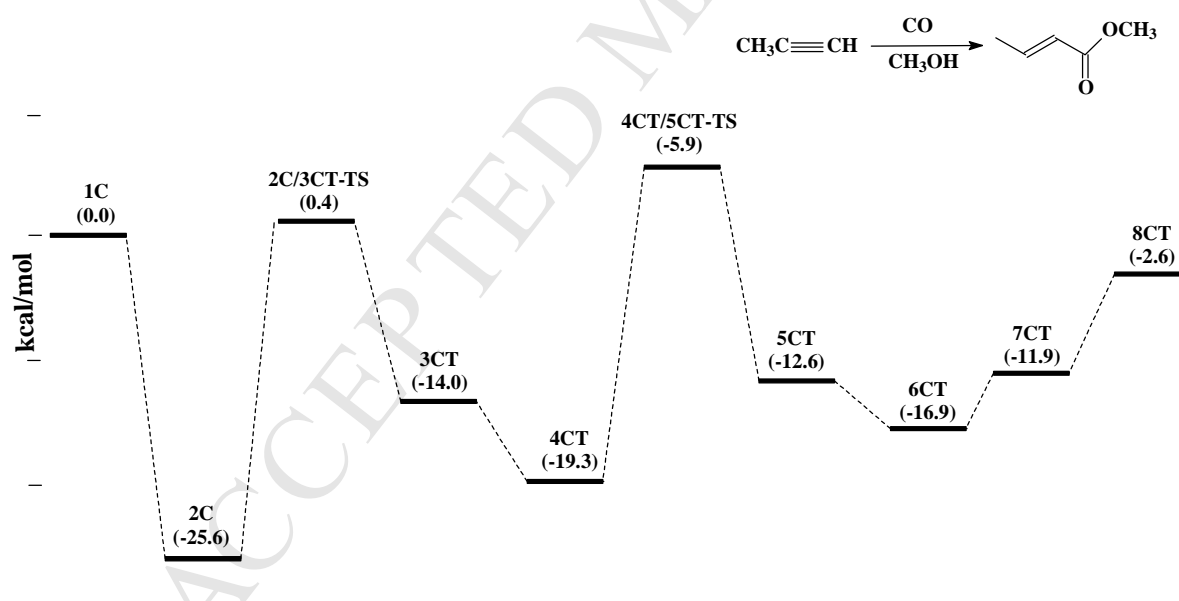 CO
CH₃C≡CH
CH₃OH
OCH₃
O
4CT/5CT-TS
(-5.9)
2C/3CT-TS
(0.4)
1C
(0.0)
8CT
(-2.6)
kcal/mol
3CT
(-14.0)
5CT
(-12.6)
7CT
(-11.9)
6CT
(-16.9)
4CT
(-19.3)
2C
(-25.6)
ACCEPTED M